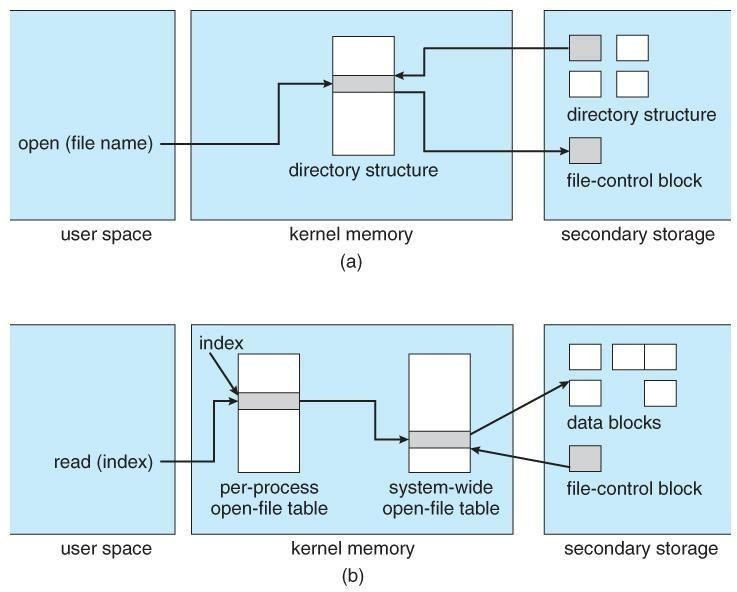 open (file name)
directory structure
directory structure
file-control block
user space
kernel memory
secondary storage
(a)
index
read (index)
per-process
open-file table
system-wide
open-file table
data blocks
file-control block
user space
kernel memory
secondary storage
(b)